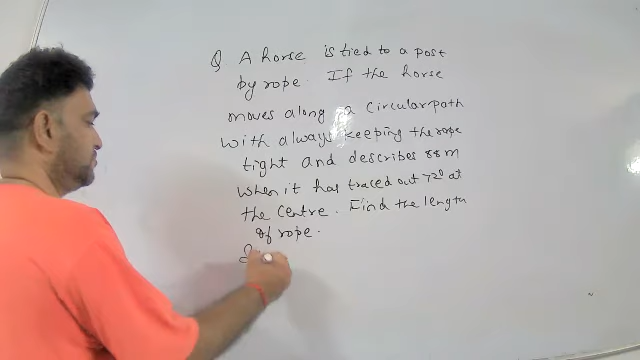 Q. A horse is tied to a post
by rope. If the horse
moves along a circular path
with always keeping the rope
tight and describes 88m
when it has traced out 72° at
the centre. Find the length
of rope.